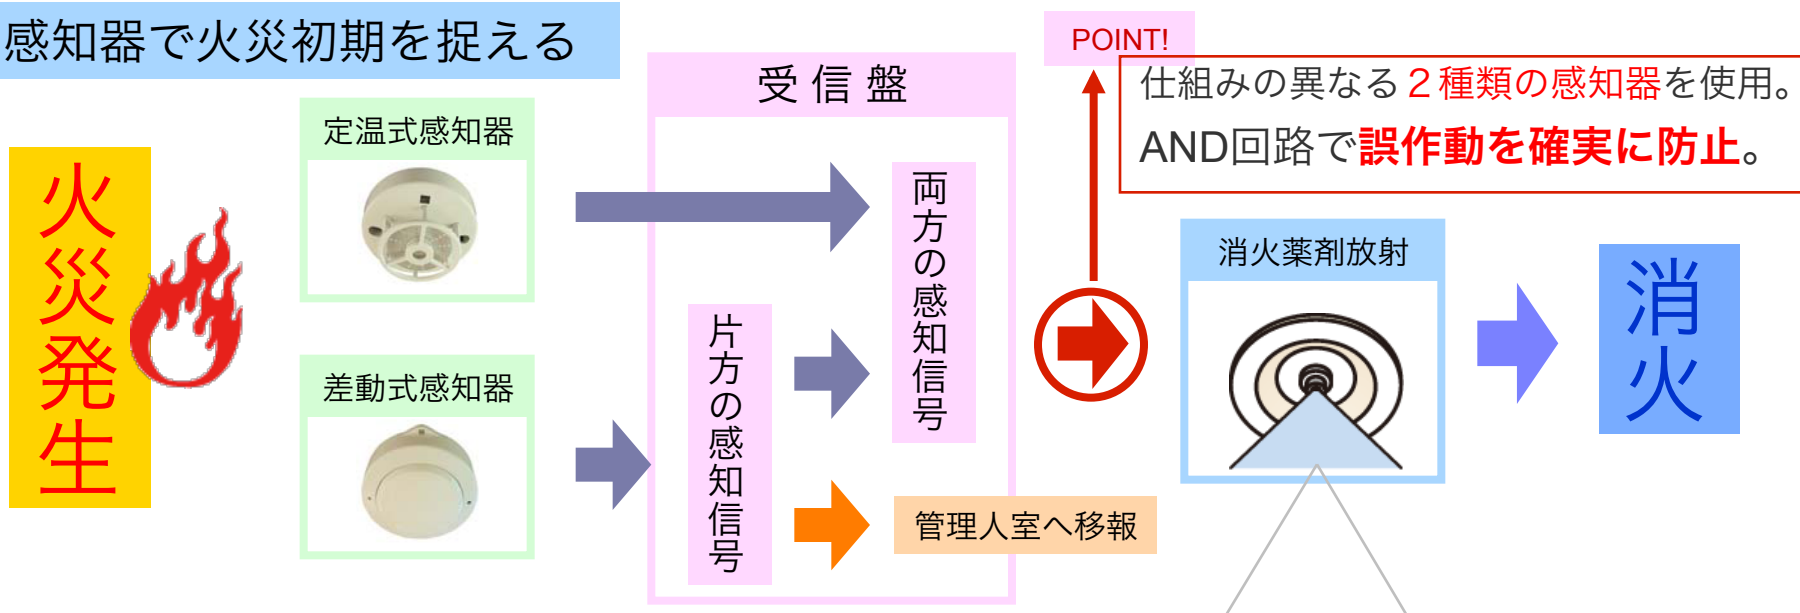 感知器で火災初期を捉える
火災発生
定温式感知器
差動式感知器
受信盤
片方の感知信号
両方の感知信号
管理人室へ移報
POINT!
仕組みの異なる２種類の感知器を使用。
AND回路で誤作動を確実に防止。
消火薬剤放射
消火